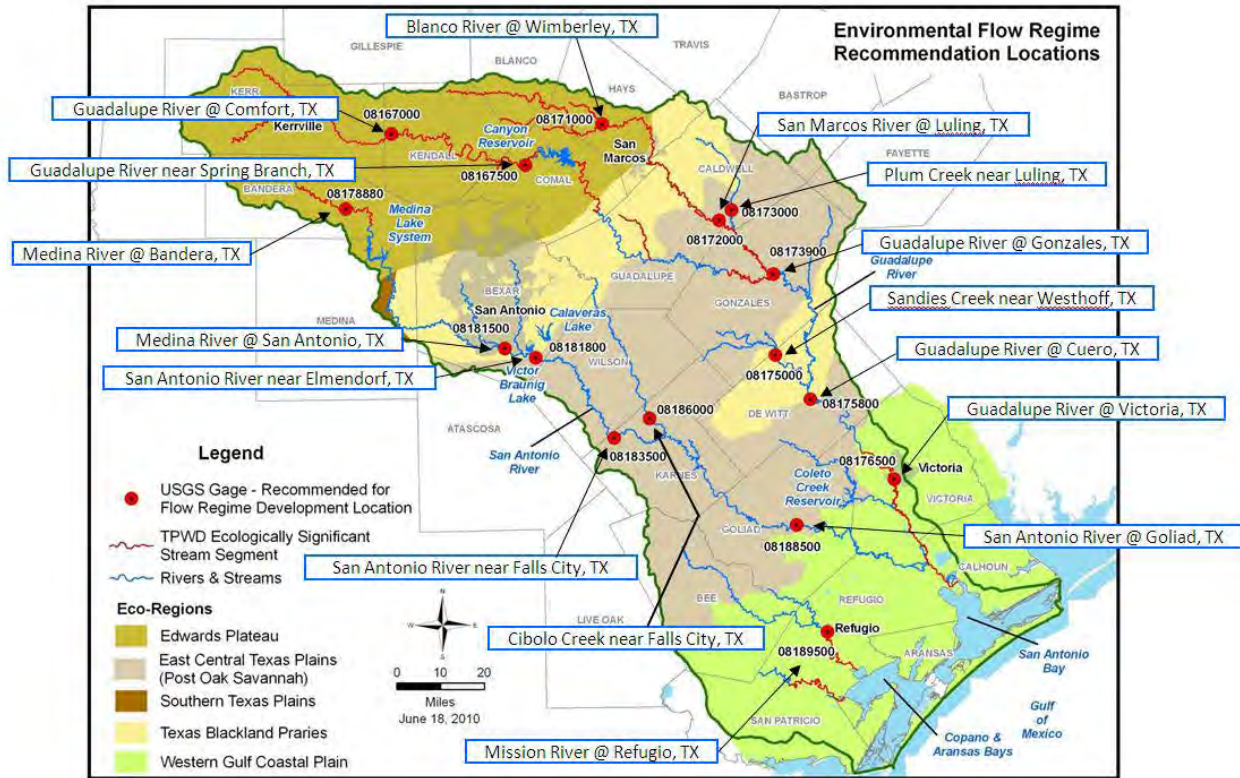 Environmental Flow Regime
Recommendation Locations
Blanco River @ Wimberley, TX
TRAVIS
GILLESPIE
BLANCO
HAYS
BASTROP
KERR
Kerrville
Guadalupe River @ Comfort, TX
08167000
Canyon
Reservoir
08171000
San
Marcos
San Marcos River @ Luling, TX
FAYETTE
KENDALL
CALDWELL
Guadalupe River near Spring Branch, TX
08167500
COMAL
Plum Creek near Luling, TX
BANDERA
08178880
08173000
Medina
Lake
System
08172000
08173900
Medina River @ Bandera, TX
Guadalupe River @ Gonzales, TX
Guadalupe
River
GUADALUPE
BEXAR
GONZALES
Sandies Creek near Westhoff, TX
San Antonio
Calaveras
Lake
MEDINA
08181500
Medina River @ San Antonio, TX
08181800
WILSON
Guadalupe River @ Cuero, TX
San Antonio River near Elmendorf, TX
Victor
Braunig
Lake
08175000
08175800
DE WITT
08186000
Guadalupe River @ Victoria, TX
ATASCOSA
San Antonio
River
08183500
KARNES
08176500
Victoria
Coleto
Creek
Reservoir
VICTORIA
GOLIAD
08188500
San Antonio River @ Goliad, TX
San Antonio River near Falls City, TX
CALHOUN
BEE
REFUGIO
LIVE OAK
Cibolo Creek near Falls City, TX
Refugio
08189500
ARANSAS
San Antonio
Bay
SAN PATRICIO
Gulf
of
Mexico
Copano &
Aransas Bays
Mission River @ Refugio, TX
Legend
USGS Gage - Recommended for
Flow Regime Development Location
TPWD Ecologically Significant
Stream Segment
Rivers & Streams
Eco-Regions
Edwards Plateau
East Central Texas Plains
(Post Oak Savannah)
Southern Texas Plains
Texas Blackland Praries
Western Gulf Coastal Plain
N
W
E
S
0 10 20
Miles
June 18, 2010